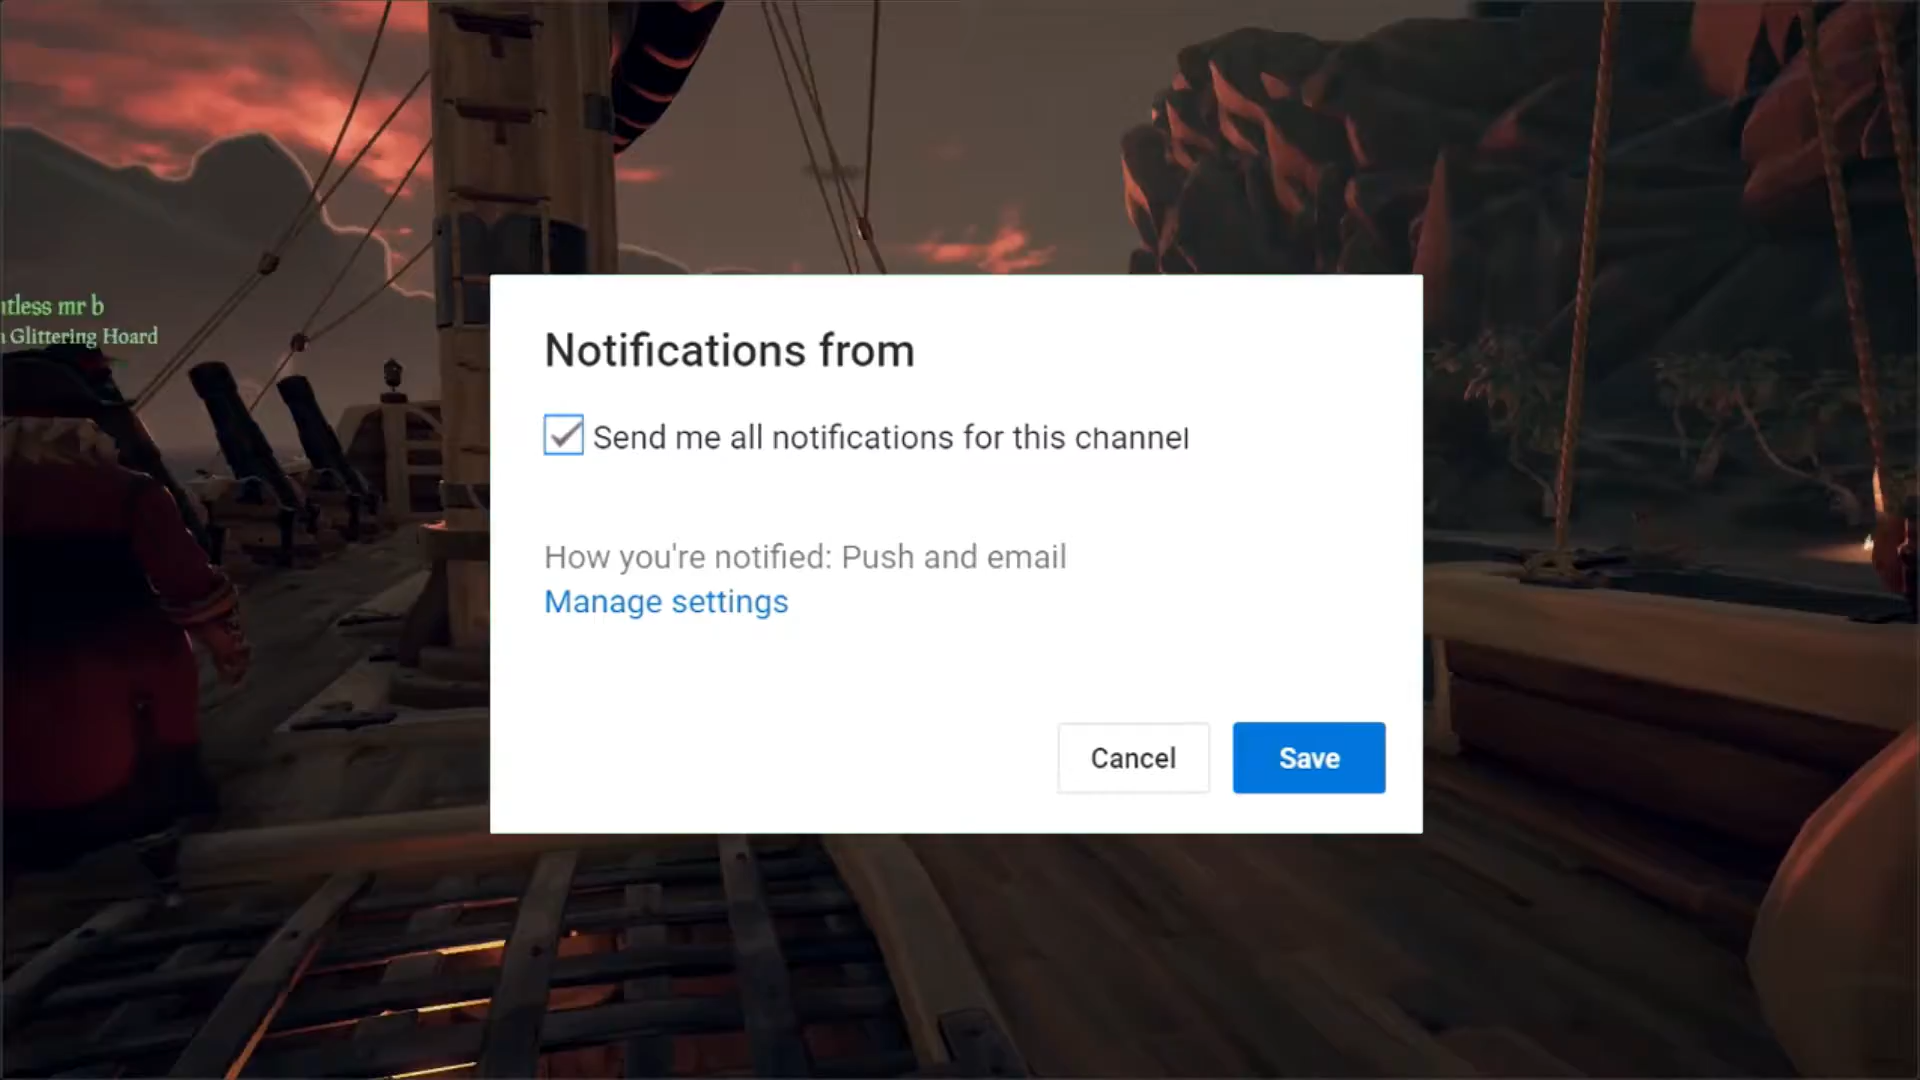 mr b
Glittering Hoard
Notifications from
Send me all notifications for this channel
How you're notified: Push and email
Manage settings
Cancel
Save